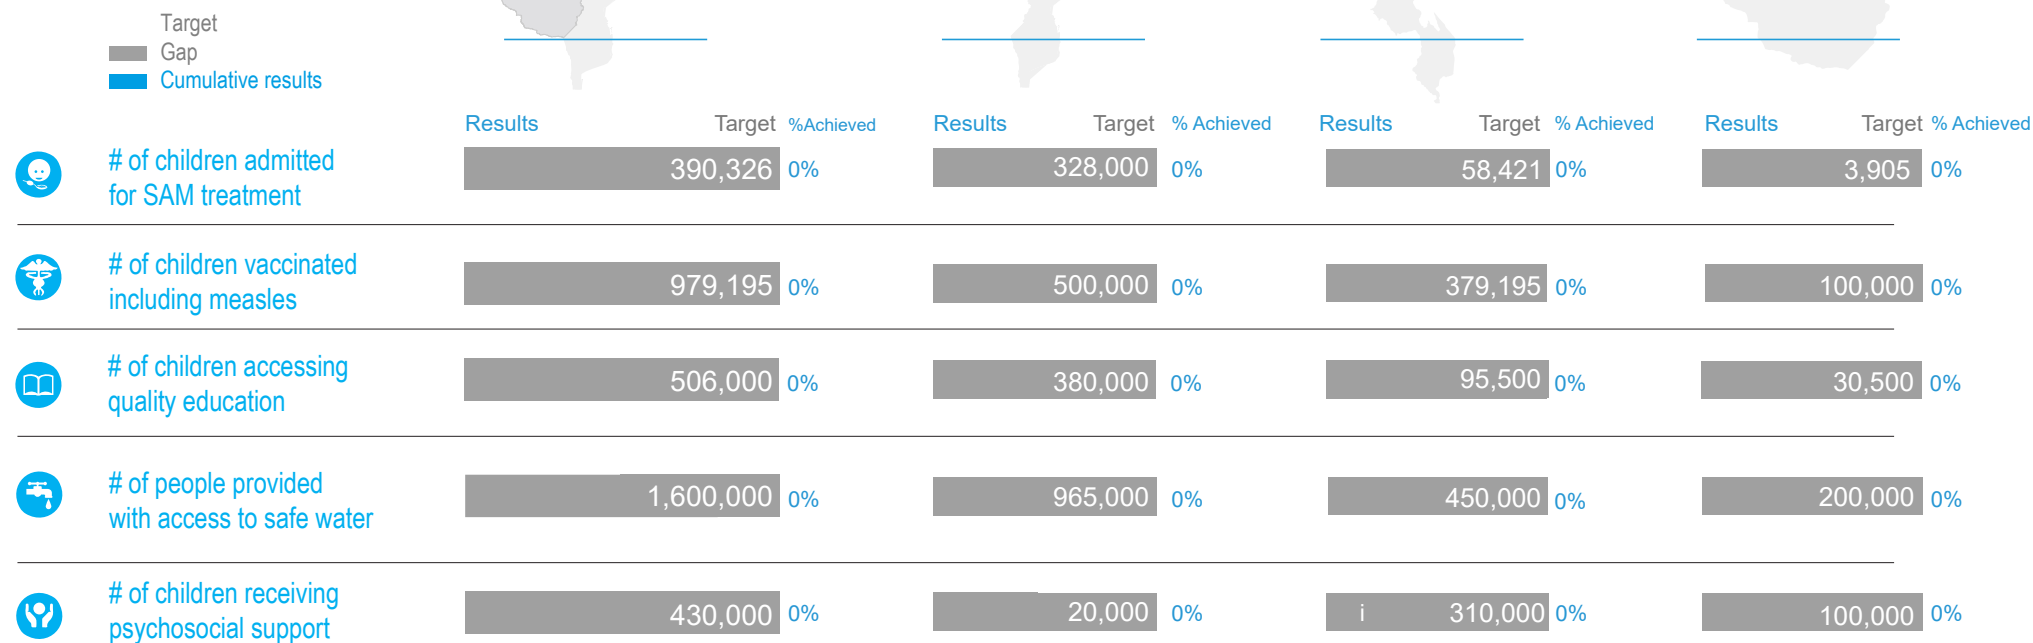 Target
Gap
Cumulative results
Results Target %Achieved Results Target % Achieved Results Target % Achieved Results Target % Achieved
# of children admitted
for SAM treatment
390,326 0% 328,000 0% 58,421 0% 3,905 0%
# of children vaccinated
including measles
979,195 0% 500,000 0% 379,195 0% 100,000 0%
# of children accessing
quality education
506,000 0% 380,000 0% 95,500 0% 30,500 0%
# of people provided
with access to safe water
1,600,000 0% 965,000 0% 450,000 0% 200,000 0%
# of children receiving
psychosocial support
430,000 0% 20,000 0% i 310,000 0% 100,000 0%